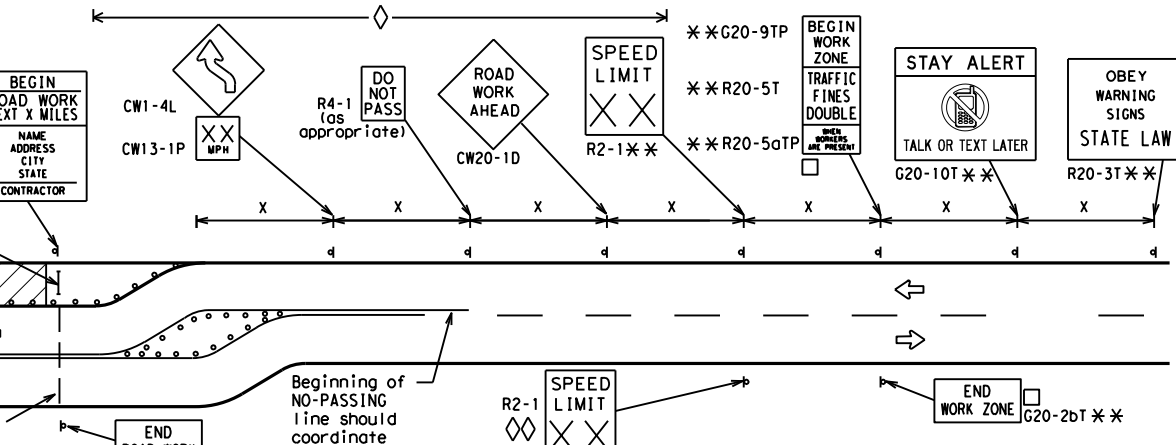 BEGIN
ROAD WORK
NEXT X MILES
NAME
ADDRESS
CITY
STATE
CONTRACTOR
CW1-4L
CW13-1P
XX
MPH
R4-1
(as
appropriate)
DO
NOT
PASS
ROAD
WORK
AHEAD
CW20-1D
SPEED
LIMIT
X X
R2-1**
**G20-9TP
**R20-5T
**R20-5aTP
BEGIN
WORK
ZONE
TRAFFIC
FINES
DOUBLE
WHEN
WORKERS
ARE PRESENT
STAY ALERT
TALK OR TEXT LATER
G20-10T **
OBEY
WARNING
SIGNS
STATE LAW
R20-3T **
X X X X X X X
Beginning of
NO-PASSING
line should
coordinate
R2-1
SPEED
LIMIT
X X
END
WORK ZONE
G20-2bT **
END
ROAD WORK